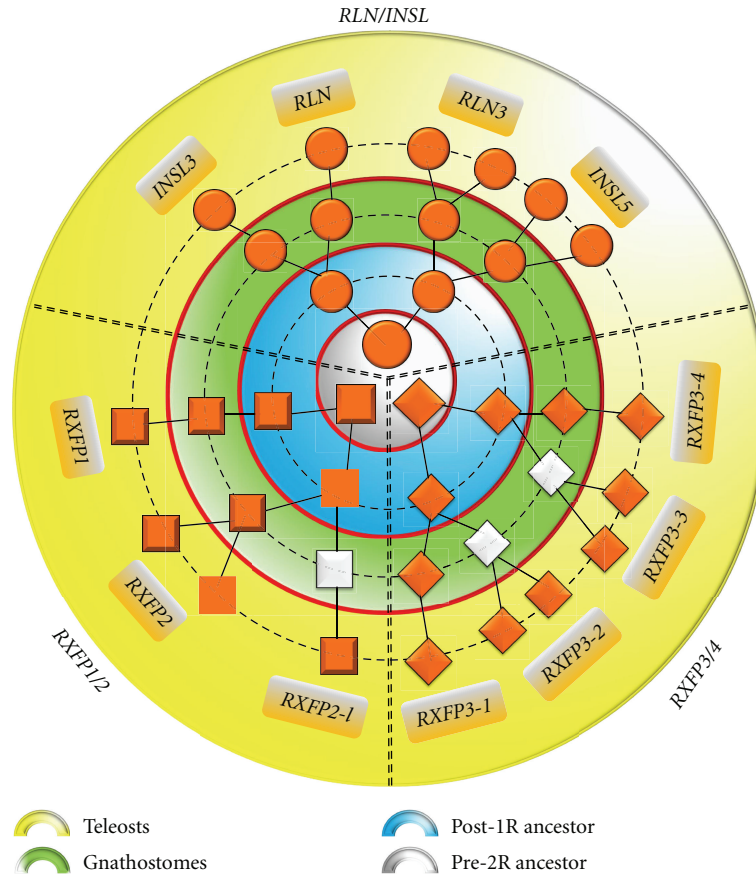 RLN/INSL
RLN
RLN3
INSL3
INSL5
RXFP1
RXFP3-4
RXFP3-3
RXFP2
RXFP3-2
RXFP1/2
RXFP3/4
RXFP2-l
RXFP3-1
Teleosts
Post-1R ancestor
Gnathostomes
Pre-2R ancestor